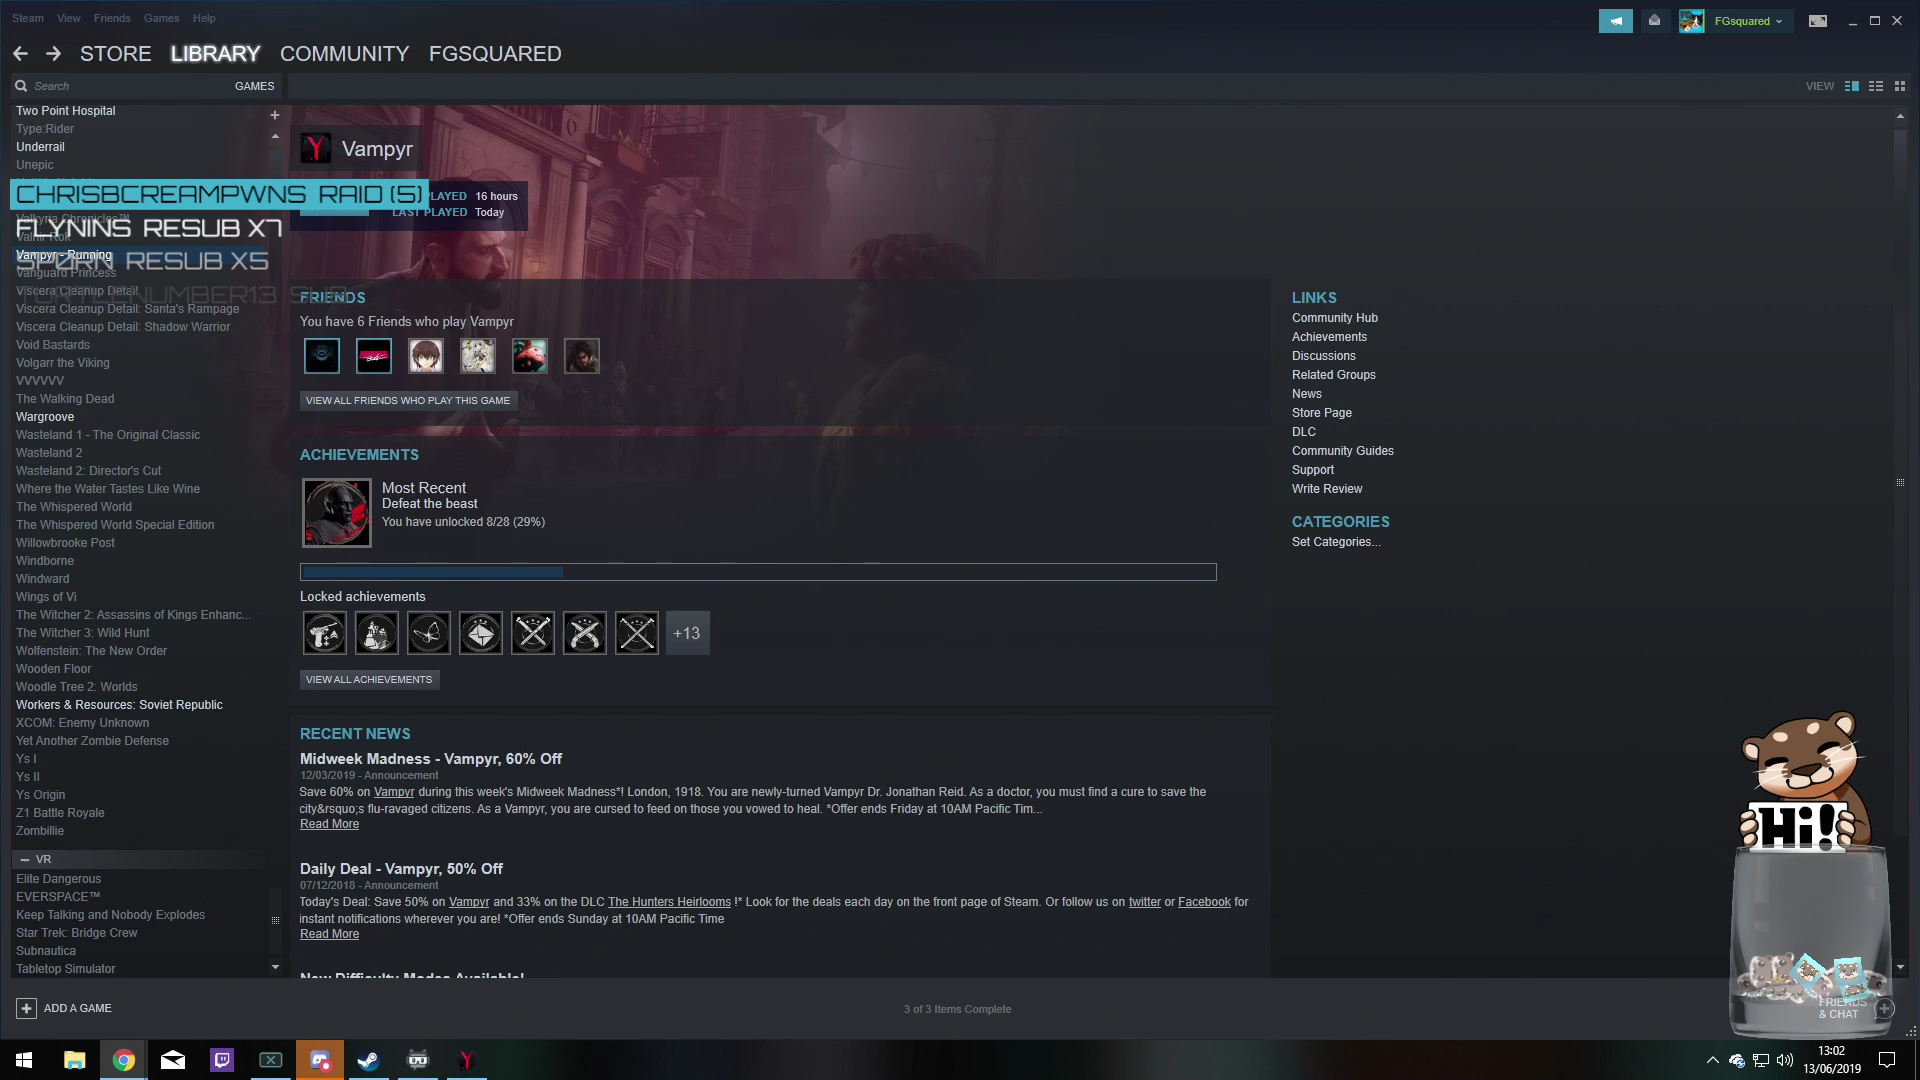 Steam View Friends Games Help
FGsquared
STORE LIBRARY COMMUNITY FGSQUARED
Search GAMES VIEW
Two Point Hospital
Type:Rider
Underrail
Unepic
CHRISBCREAMPWNS RAID (5)
Valkyria Chronicles™
FLYNINS RESUB X7
Vampyr - Running
SPØRN RESUB X5
Vanguard Princess
Viscera Cleanup Detail
TURTLENUMBER13 SUB
Viscera Cleanup Detail: Santa's Rampage
Viscera Cleanup Detail: Shadow Warrior
Void Bastards
Volgarr the Viking
VVVVVV
The Walking Dead
Wargroove
Wasteland 1 - The Original Classic
Wasteland 2
Wasteland 2: Director's Cut
Where the Water Tastes Like Wine
The Whispered World
The Whispered World Special Edition
Willowbrooke Post
Windborne
Windward
Wings of Vi
The Witcher 2: Assassins of Kings Enhanc...
The Witcher 3: Wild Hunt
Wolfenstein: The New Order
Wooden Floor
Woodle Tree 2: Worlds
Workers & Resources: Soviet Republic
XCOM: Enemy Unknown
Yet Another Zombie Defense
Ys I
Ys II
Ys Origin
Z1 Battle Royale
Zombillie
VR
Elite Dangerous
EVERSPACE™
Keep Talking and Nobody Explodes
Star Trek: Bridge Crew
Subnautica
Tabletop Simulator
ADD A GAME
Vampyr
LAYED 16 hours
LAST PLAYED Today
FRIENDS
You have 6 Friends who play Vampyr
VIEW ALL FRIENDS WHO PLAY THIS GAME
ACHIEVEMENTS
Most Recent
Defeat the beast
You have unlocked 8/28 (29%)
Locked achievements
+13
VIEW ALL ACHIEVEMENTS
RECENT NEWS
Midweek Madness - Vampyr, 60% Off
12/03/2019 - Announcement
Save 60% on Vampyr during this week's Midweek Madness*! London, 1918. You are newly-turned Vampyr Dr. Jonathan Reid. As a doctor, you must find a cure to save the
city&rsquo;s flu-ravaged citizens. As a Vampyr, you are cursed to feed on those you vowed to heal. *Offer ends Friday at 10AM Pacific Tim...
Read More
Daily Deal - Vampyr, 50% Off
07/12/2018 - Announcement
Today's Deal: Save 50% on Vampyr and 33% on the DLC The Hunters Heirlooms !* Look for the deals each day on the front page of Steam. Or follow us on twitter or Facebook for
instant notifications wherever you are! *Offer ends Sunday at 10AM Pacific Time
Read More
New Difficulty Modes Available!
LINKS
Community Hub
Achievements
Discussions
Related Groups
News
Store Page
DLC
Community Guides
Support
Write Review
CATEGORIES
Set Categories...
Hi!
FRIENDS
& CHAT
3 of 3 Items Complete
13:02
13/06/2019